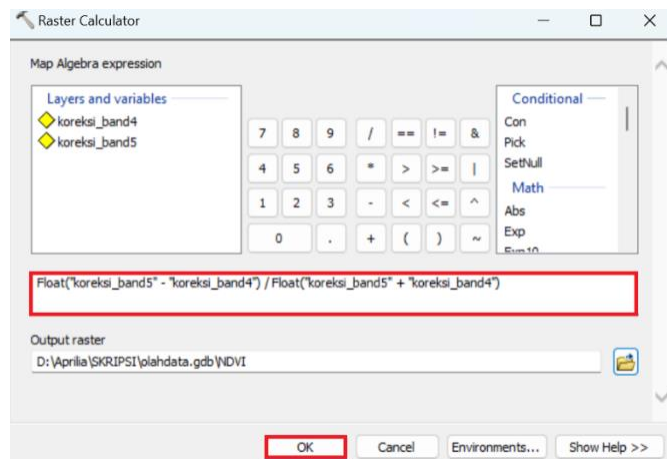 Raster Calculator
Map Algebra expression
Layers and variables
koreksi_band4
koreksi_band5
7 8 9 / == != &
4 5 6 * > >= |
1 2 3 - < <= ^
0 . + ( ) ~
Conditional
Con
Pick
SetNull
Math
Abs
Exp
Exp10
Float("koreksi_band5" - "koreksi_band4") / Float("koreksi_band5" + "koreksi_band4")
Output raster
D:\Aprilia\SKRIPSI\olahdata.gdb\NDVI
OK Cancel Environments... Show Help >>